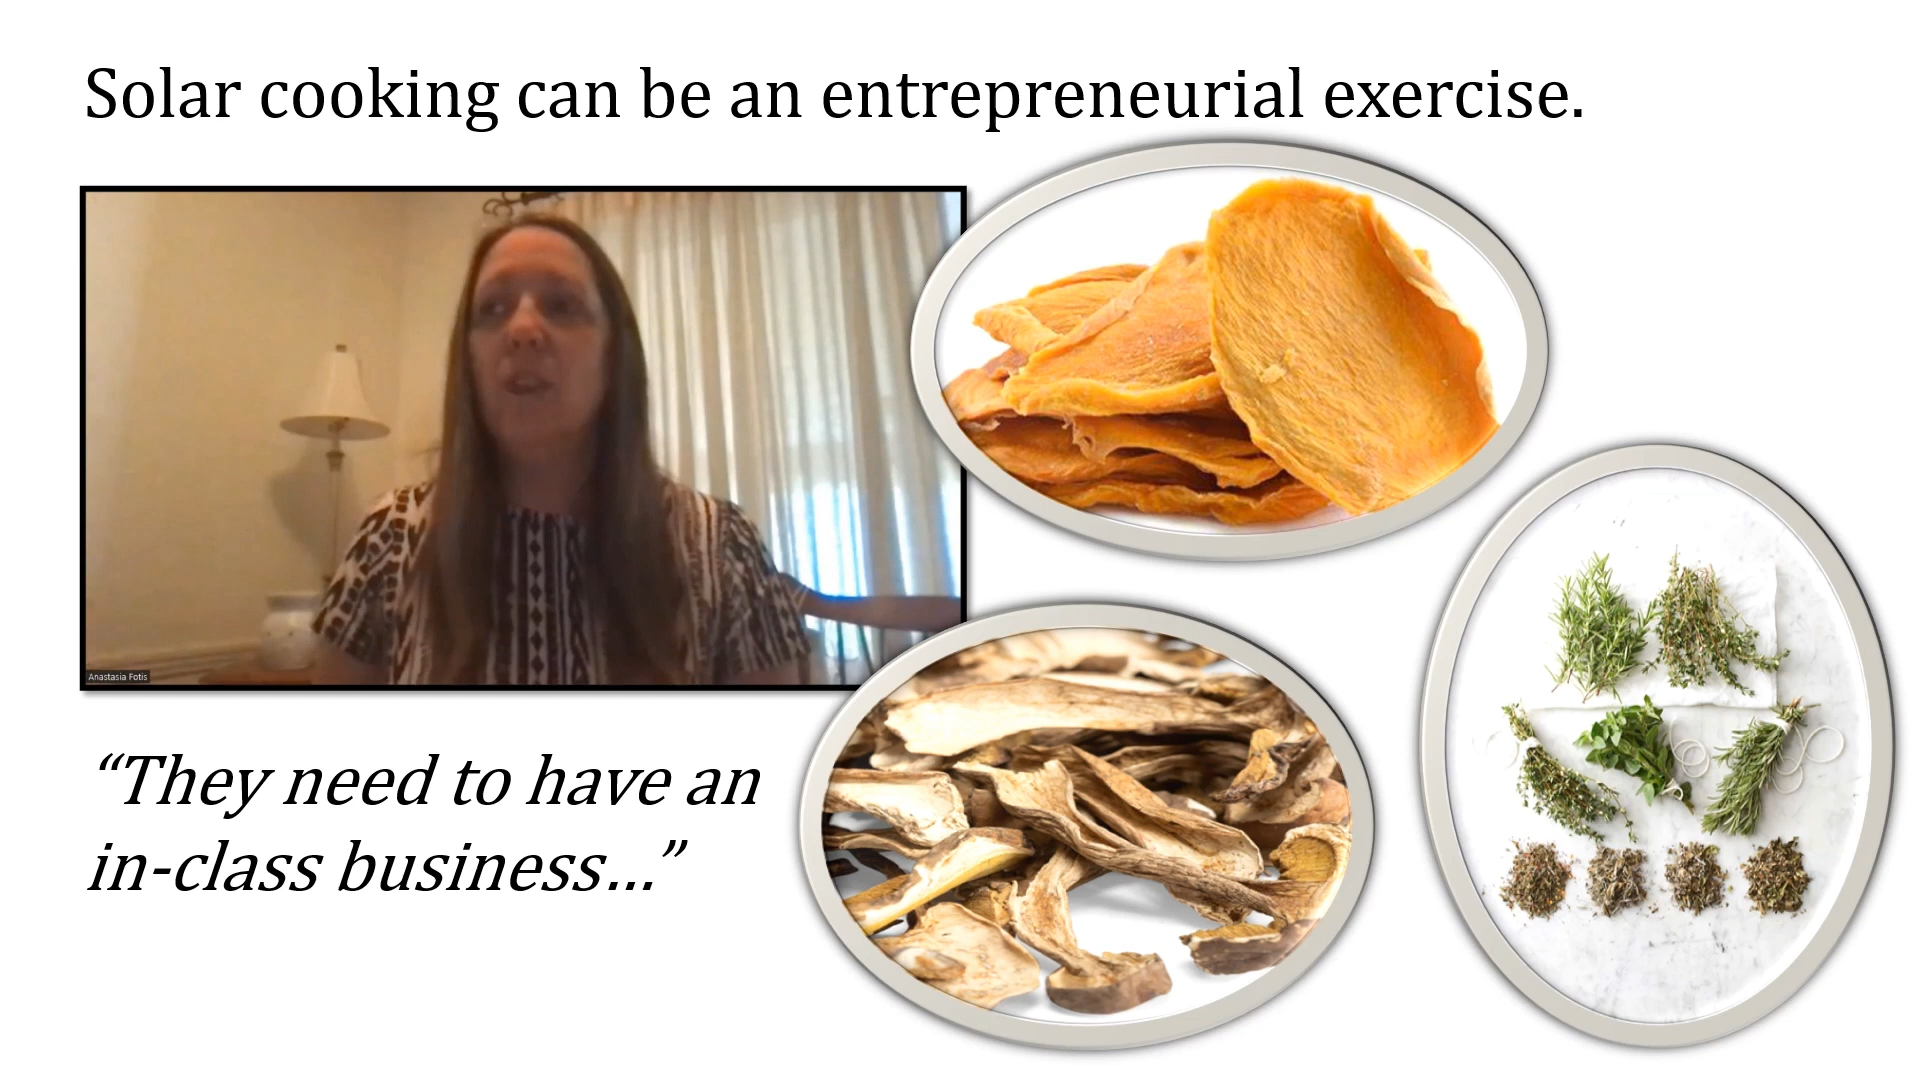 Solar cooking can be an entrepreneurial exercise.
Anastasia Fotis
“They need to have an
in-class business…”